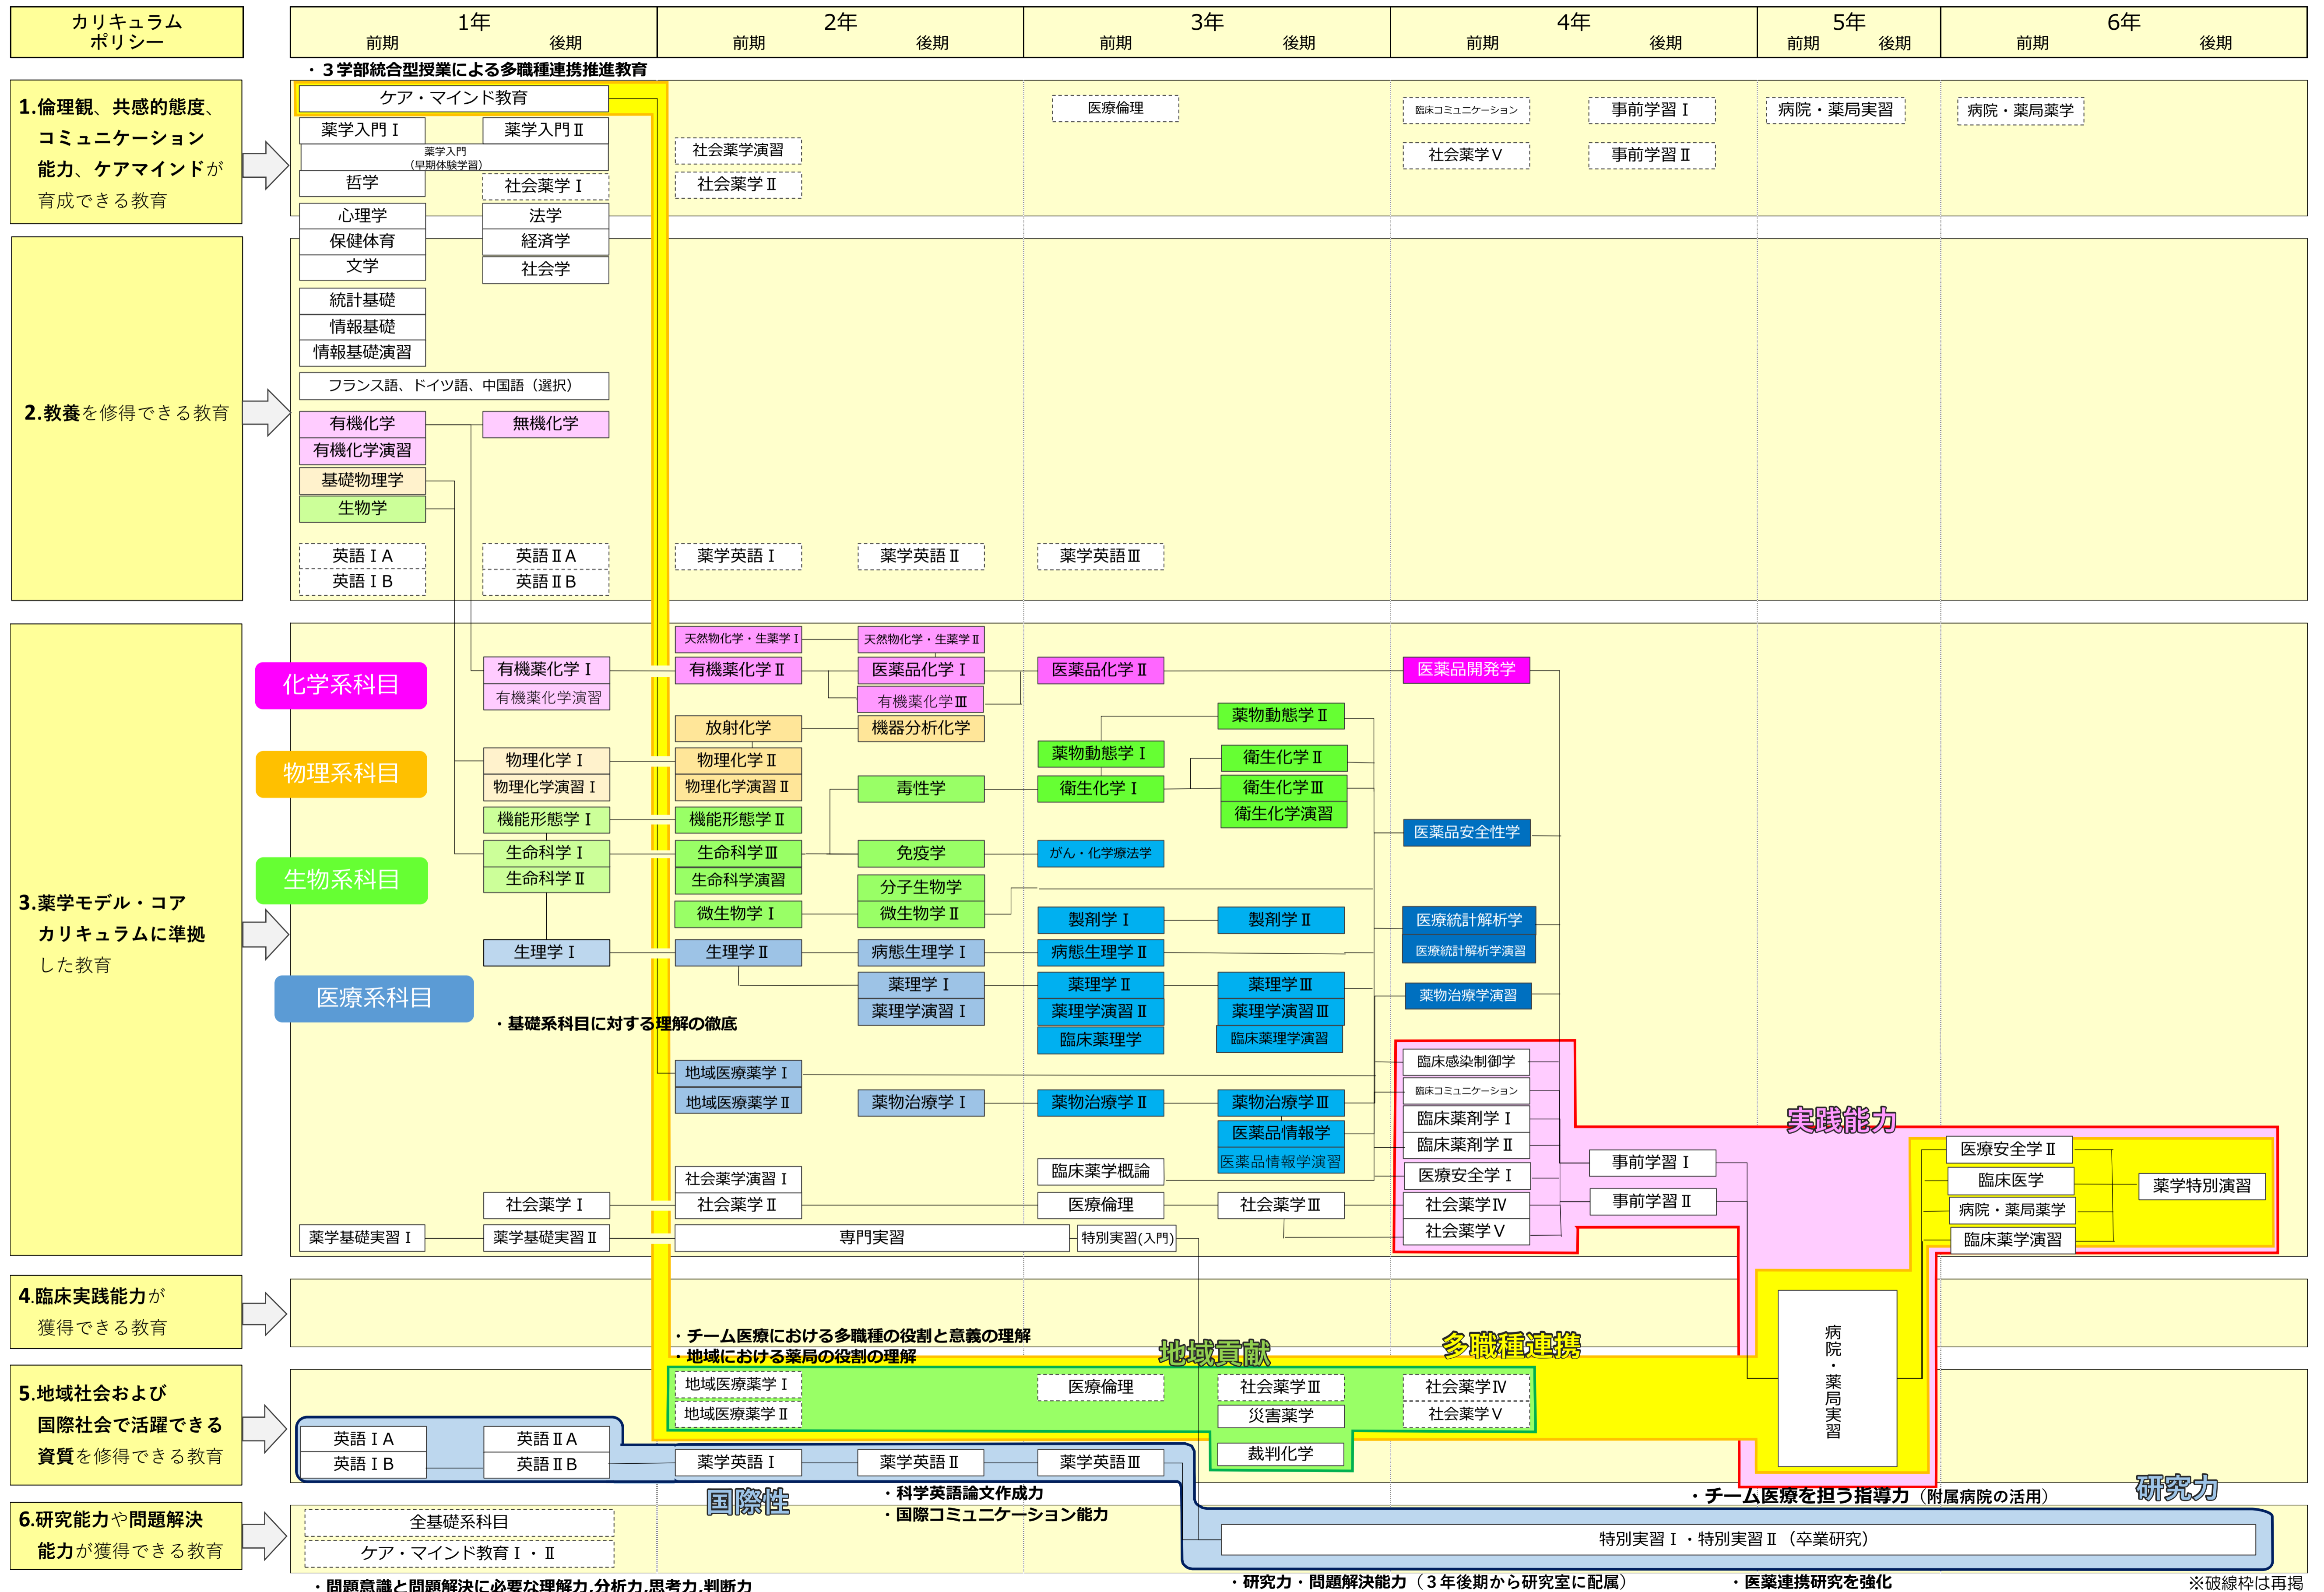 カリキュラム
ポリシー
1年
前期
後期
2年
前期
後期
3年
前期
後期
4年
前期
後期
5年
前期
後期
6年
前期
後期
・３学部統合型授業による多職種連携推進教育
1.倫理観、共感的態度、
コミュニケーション
能力、ケアマインドが
育成できる教育
ケア・マインド教育
薬学入門Ⅰ
薬学入門Ⅱ
薬学入門
（早期体験学習）
哲学
社会薬学Ⅰ
心理学
法学
社会薬学演習
社会薬学Ⅱ
医療倫理
臨床コミュニケーション
事前学習Ⅰ
社会薬学Ⅴ
事前学習Ⅱ
病院・薬局実習
病院・薬局薬学
2.教養を修得できる教育
保健体育
経済学
文学
社会学
統計基礎
情報基礎
情報基礎演習
フランス語、ドイツ語、中国語（選択）
有機化学
無機化学
有機化学演習
基礎物理学
生物学
英語ⅠA
英語ⅡA
薬学英語Ⅰ
薬学英語Ⅱ
薬学英語Ⅲ
英語ⅠB
英語ⅡB
3.薬学モデル・コア
カリキュラムに準拠
した教育
化学系科目
物理系科目
生物系科目
医療系科目
天然物化学・生薬学Ⅰ
天然物化学・生薬学Ⅱ
有機薬化学Ⅰ
有機薬化学Ⅱ
医薬品化学Ⅰ
医薬品化学Ⅱ
医薬品開発学
有機薬化学演習
有機薬化学Ⅲ
放射化学
機器分析化学
薬物動態学Ⅱ
物理化学Ⅰ
物理化学Ⅱ
薬物動態学Ⅰ
衛生化学Ⅱ
物理化学演習Ⅰ
物理化学演習Ⅱ
毒性学
衛生化学Ⅰ
衛生化学Ⅲ
衛生化学演習
機能形態学Ⅰ
機能形態学Ⅱ
医薬品安全性学
生命科学Ⅰ
生命科学Ⅲ
免疫学
がん・化学療法学
生命科学Ⅱ
生命科学演習
分子生物学
微生物学Ⅰ
微生物学Ⅱ
製剤学Ⅰ
製剤学Ⅱ
医療統計解析学
医療統計解析学演習
生理学Ⅰ
生理学Ⅱ
病態生理学Ⅰ
病態生理学Ⅱ
薬理学Ⅰ
薬理学Ⅱ
薬理学Ⅲ
薬物治療学演習
薬理学演習Ⅰ
薬理学演習Ⅱ
薬理学演習Ⅲ
・基礎系科目に対する理解の徹底
臨床薬理学
臨床薬理学演習
地域医療薬学Ⅰ
地域医療薬学Ⅱ
薬物治療学Ⅰ
薬物治療学Ⅱ
薬物治療学Ⅲ
医薬品情報学
医薬品情報学演習
臨床感染制御学
臨床コミュニケーション
臨床薬剤学Ⅰ
臨床薬剤学Ⅱ
医療安全学Ⅰ
事前学習Ⅰ
事前学習Ⅱ
実践能力
医療安全学Ⅱ
臨床医学
病院・薬局薬学
臨床薬学演習
薬学特別演習
臨床薬学概論
社会薬学演習Ⅰ
社会薬学Ⅰ
社会薬学Ⅱ
医療倫理
社会薬学Ⅲ
社会薬学Ⅳ
社会薬学Ⅴ
薬学基礎実習Ⅰ
薬学基礎実習Ⅱ
専門実習
特別実習(入門)
4.臨床実践能力が
獲得できる教育
・チーム医療における多職種の役割と意義の理解
・地域における薬局の役割の理解
地域貢献
多職種連携
病院・薬局実習
5.地域社会および
国際社会で活躍できる
資質を修得できる教育
地域医療薬学Ⅰ
地域医療薬学Ⅱ
医療倫理
社会薬学Ⅲ
災害薬学
裁判化学
社会薬学Ⅳ
社会薬学Ⅴ
英語ⅠA
英語ⅡA
英語ⅠB
英語ⅡB
薬学英語Ⅰ
薬学英語Ⅱ
薬学英語Ⅲ
国際性
・科学英語論文作成力
・国際コミュニケーション能力
・チーム医療を担う指導力（附属病院の活用）
研究力
6.研究能力や問題解決
能力が獲得できる教育
全基礎系科目
ケア・マインド教育Ⅰ・Ⅱ
特別実習Ⅰ・特別実習Ⅱ（卒業研究）
・問題意識と問題解決に必要な理解力,分析力,思考力,判断力
・研究力・問題解決能力（３年後期から研究室に配属）
・医薬連携研究を強化
※破線枠は再掲